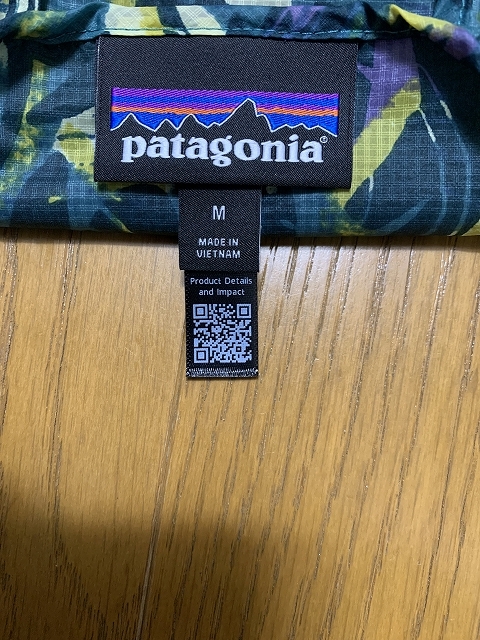 patagonia®
M
MADE IN
VIETNAM
Product Details
and Impact